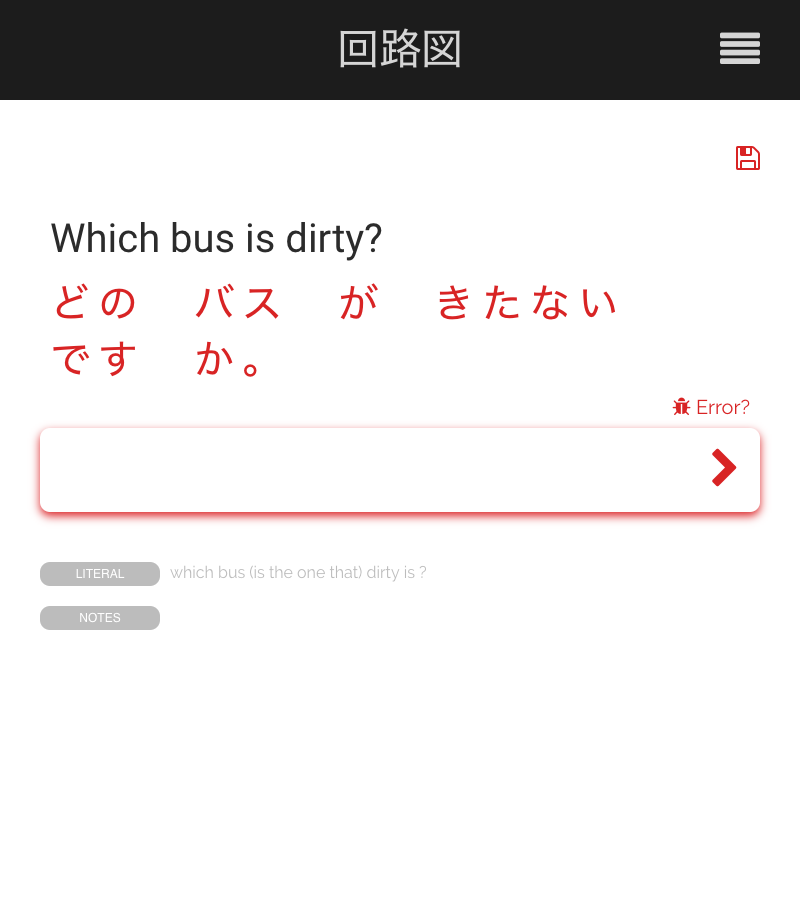 回路図
Which bus is dirty?
どの　バス　が　きたない
です　か。
Error?
LITERAL which bus (is the one that) dirty is ?
NOTES